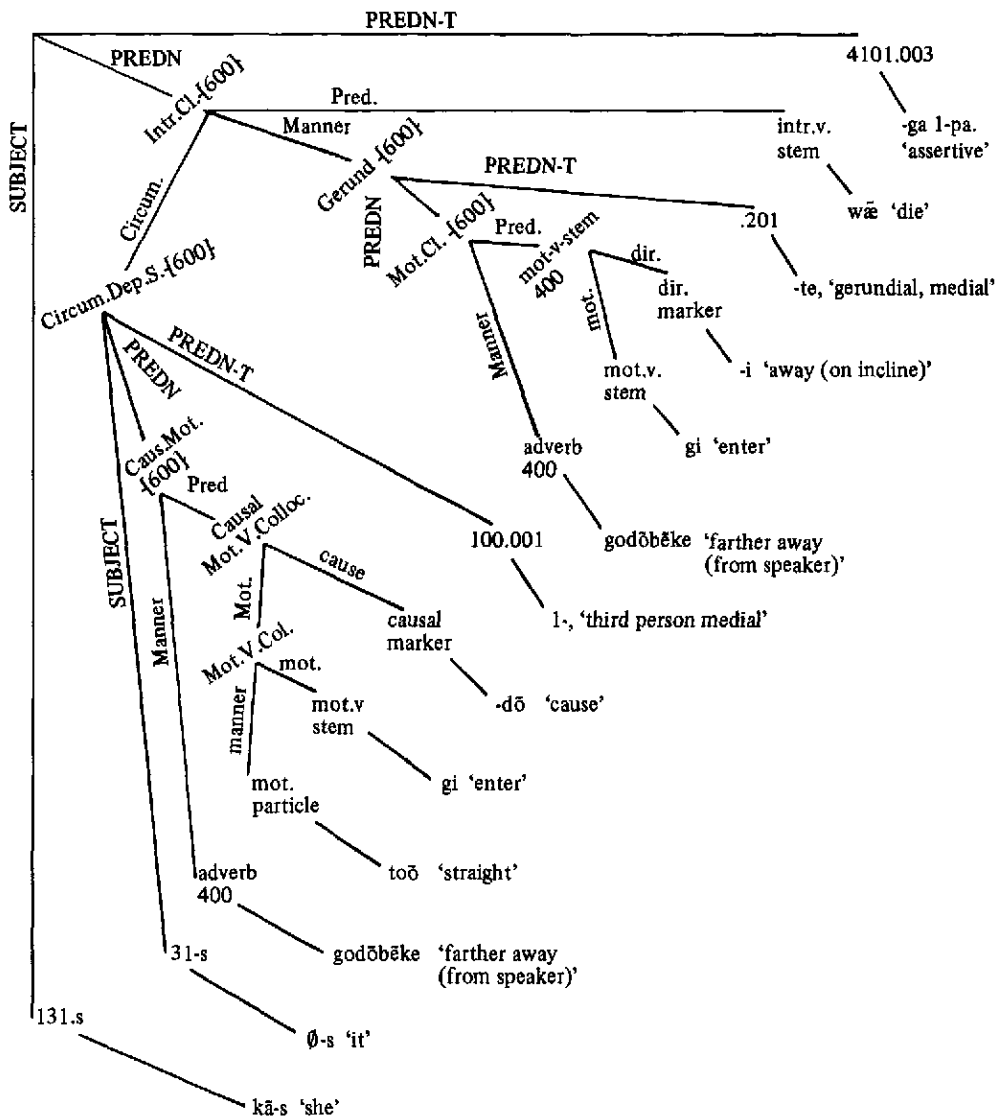 PREDN-T
PREDN
4101.003
SUBJECT
Intr.Cl.-{600}
Pred.
Manner
intr.v. stem
-ga 1-pa. 'assertive'
Circum.
Gerund-{600}
PREDN-T
wǣ 'die'
PREDN
Mot.Cl.-{600}
Pred.
mot-v-stem 400
.201
dir.
dir. marker
-te, 'gerundial, medial'
Circum.Dep.S.-{600}
PREDN
PREDN-T
Manner
mot.
mot.v. stem
-i 'away (on incline)'
Caus.Mot. -{600}
Pred
adverb 400
gi 'enter'
Causal Mot.V.Colloc.
100.001
godōbēke 'farther away (from speaker)'
SUBJECT
Manner
Mot.
cause
causal marker
1-, 'third person medial'
Mot.V.Col.
mot.
manner
mot.v stem
-dō 'cause'
mot. particle
gi 'enter'
adverb 400
toō 'straight'
31-s
godōbēke 'farther away (from speaker)'
131.s
Ø-s 'it'
kā-s 'she'